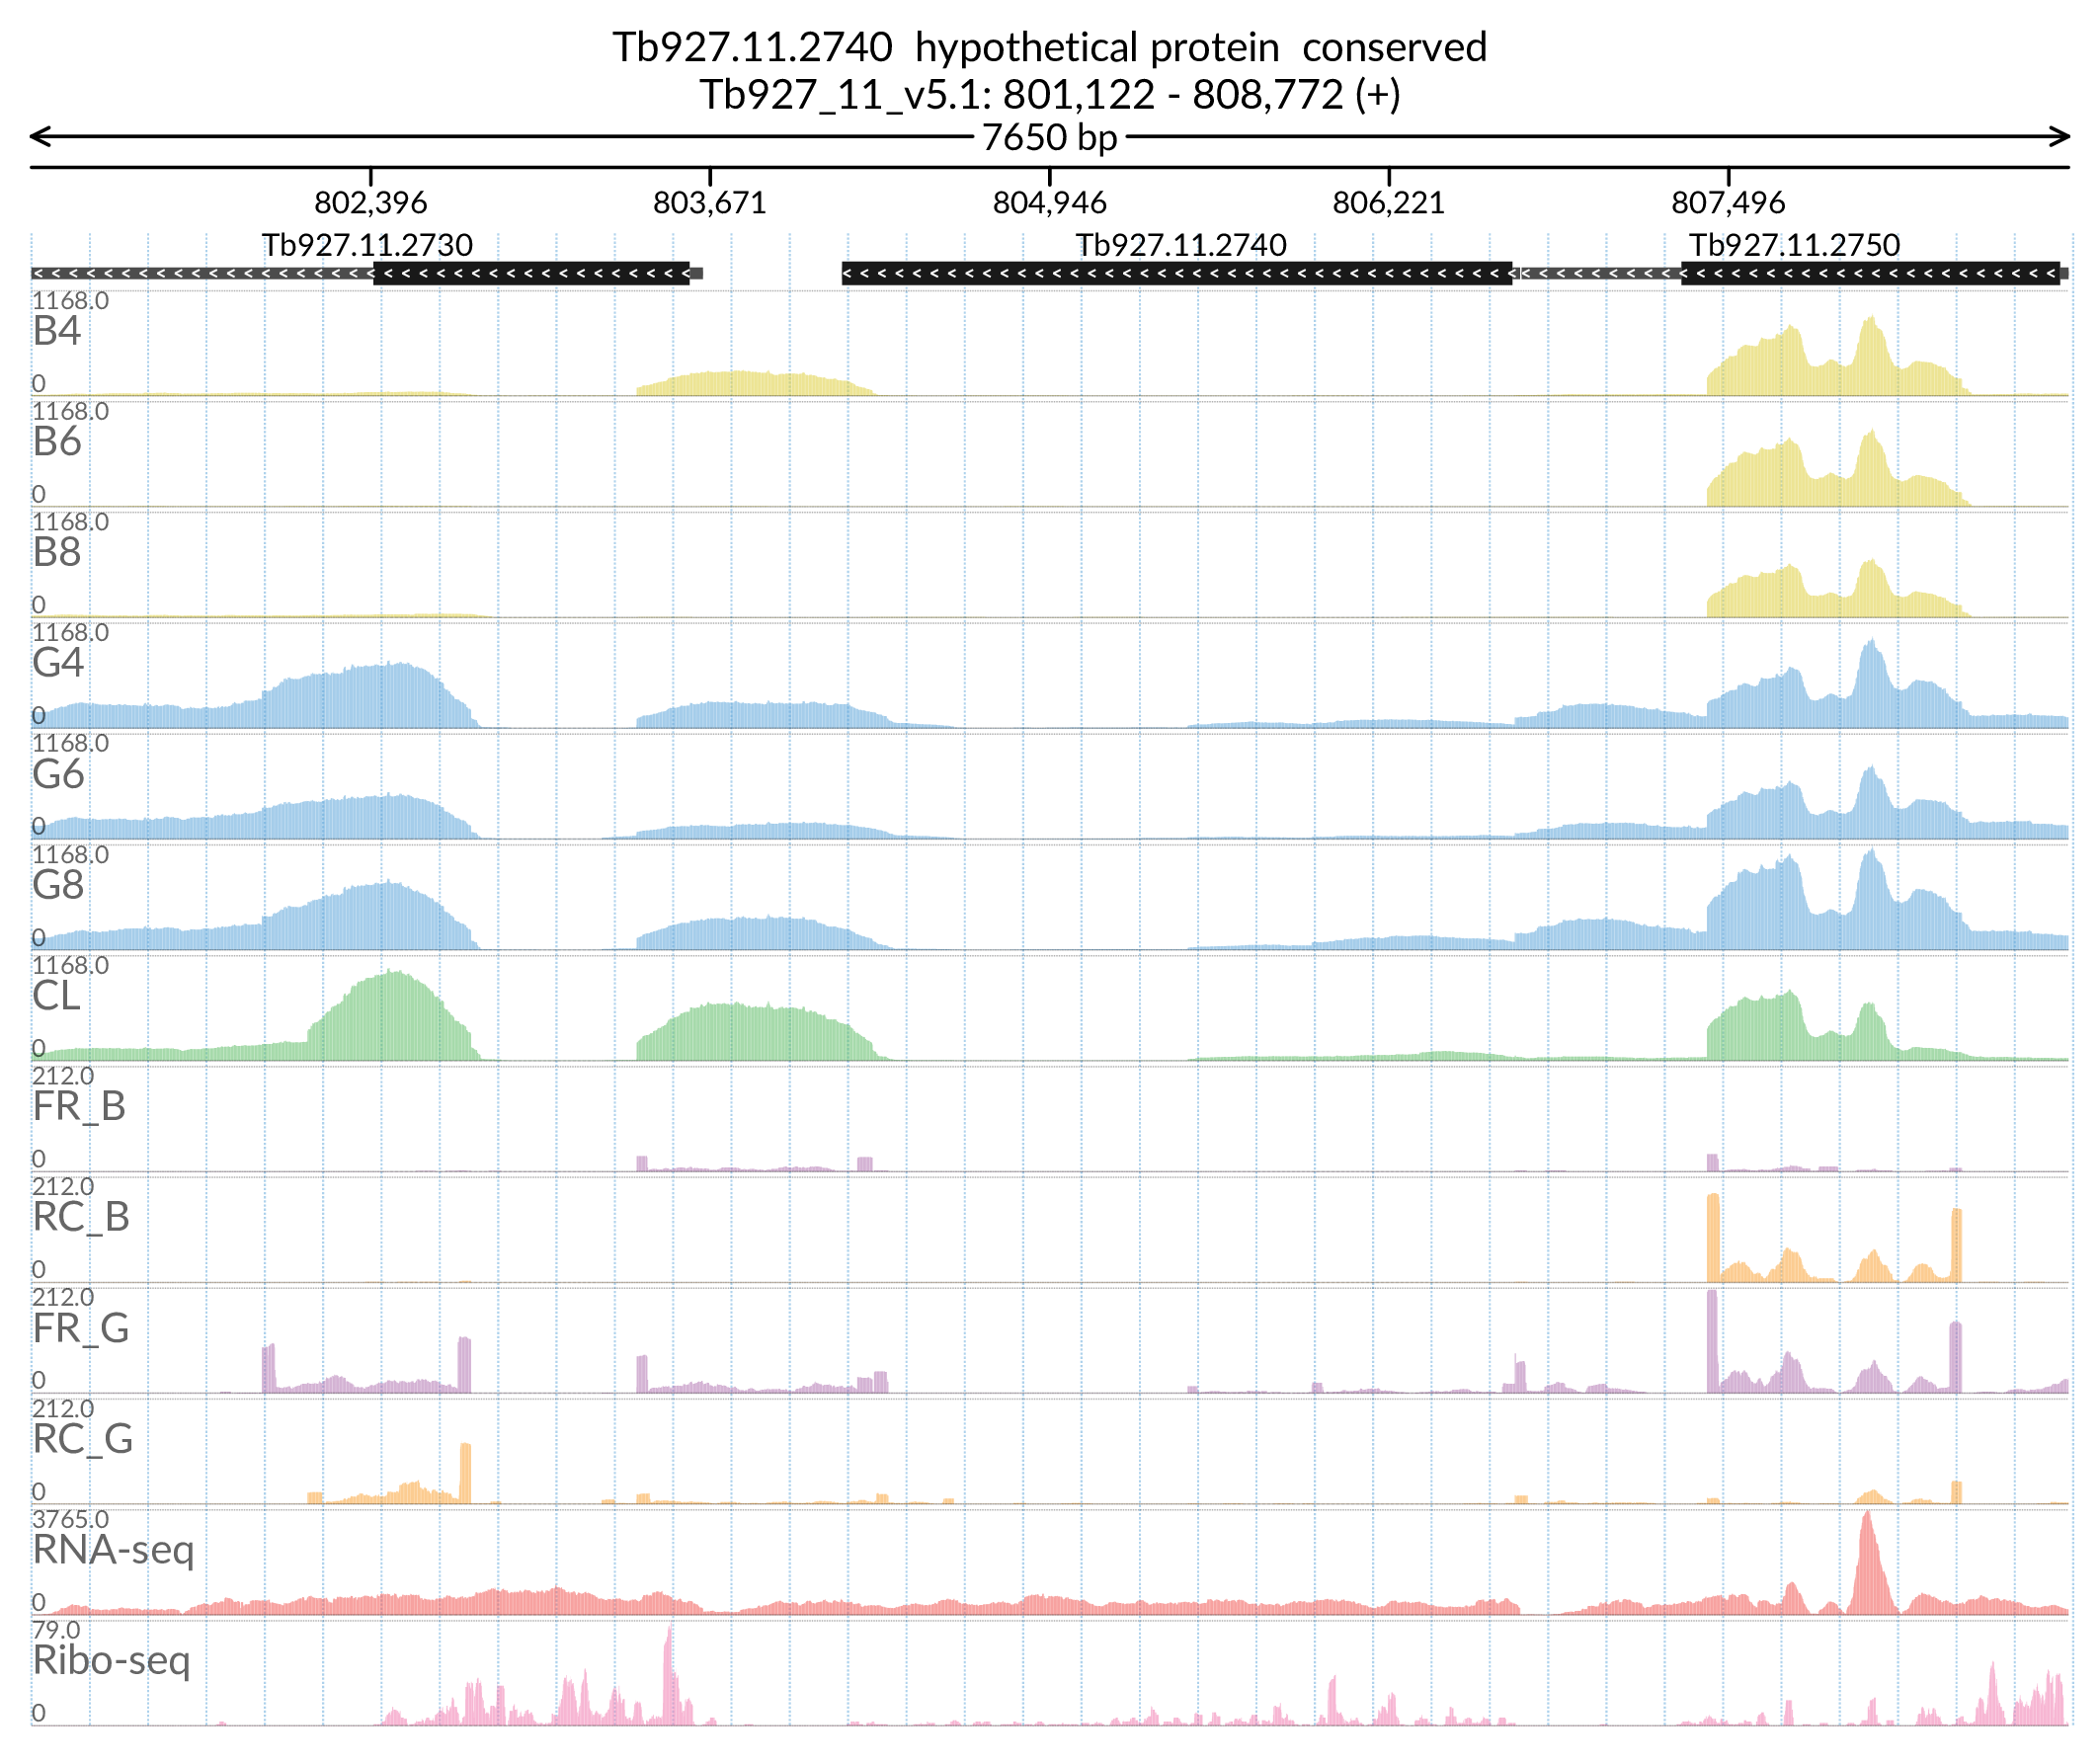 Tb927.11.2740 hypothetical protein conserved
Tb927_11_v5.1: 801,122 - 808,772 (+)
7650 bp
802,396 803,671 804,946 806,221 807,496
Tb927.11.2730 Tb927.11.2740 Tb927.11.2750
1168.0
B4
0
1168.0
B6
0
1168.0
B8
0
1168.0
G4
0
1168.0
G6
0
1168.0
G8
0
1168.0
CL
0
212.0
FR_B
0
212.0
RC_B
0
212.0
FR_G
0
212.0
RC_G
0
3765.0
RNA-seq
0
79.0
Ribo-seq
0